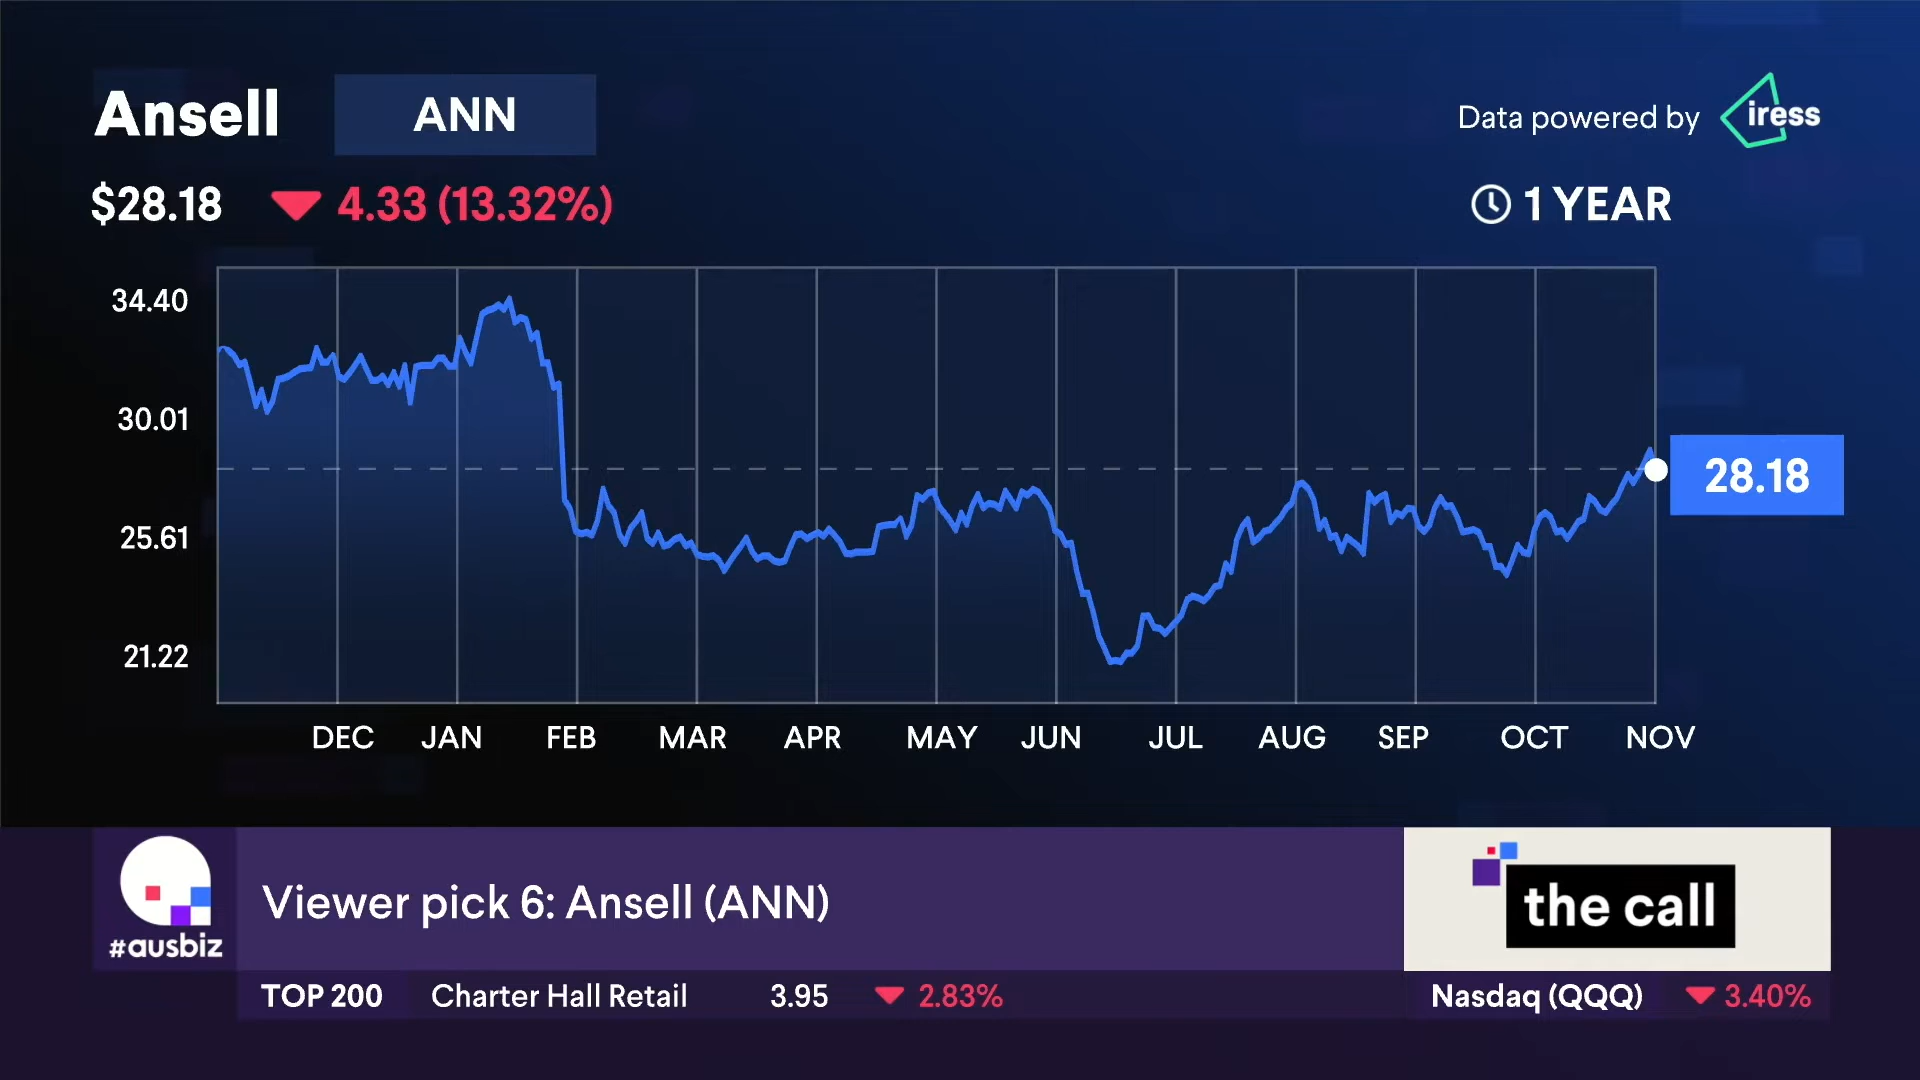 Ansell ANN
Data powered by iress
$28.18 4.33 (13.32%)
1 YEAR
34.40
30.01
25.61
21.22
28.18
DEC JAN FEB MAR APR MAY JUN JUL AUG SEP OCT NOV
#ausbiz
Viewer pick 6: Ansell (ANN)
the call
TOP 200 Charter Hall Retail 3.95 2.83%
Nasdaq (QQQ) 3.40%